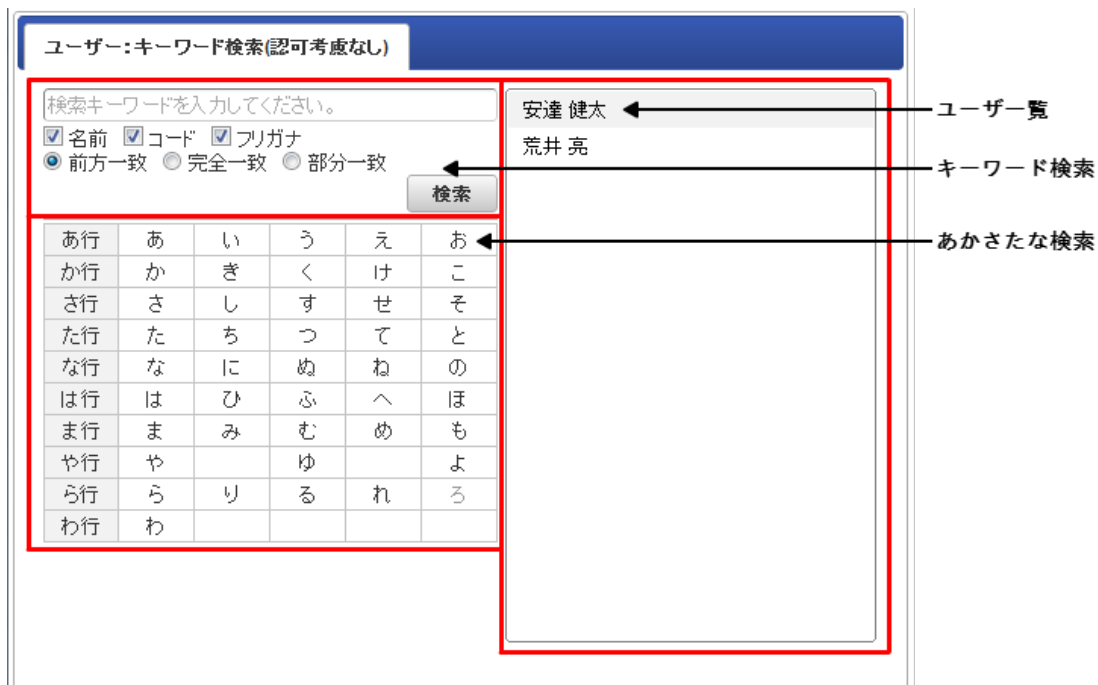 ユーザー:キーワード検索(認可考慮なし)
検索キーワードを入力してください。
名前 コード フリガナ
前方一致 完全一致 部分一致
検索
あ行 あ い う え お
か行 か き く け こ
さ行 さ し す せ そ
た行 た ち つ て と
な行 な に ぬ ね の
は行 は ひ ふ へ ほ
ま行 ま み む め も
や行 や ゆ よ
ら行 ら り る れ ろ
わ行 わ
安達 健太
荒井 亮
ユーザ一覧
キーワード検索
あかさたな検索